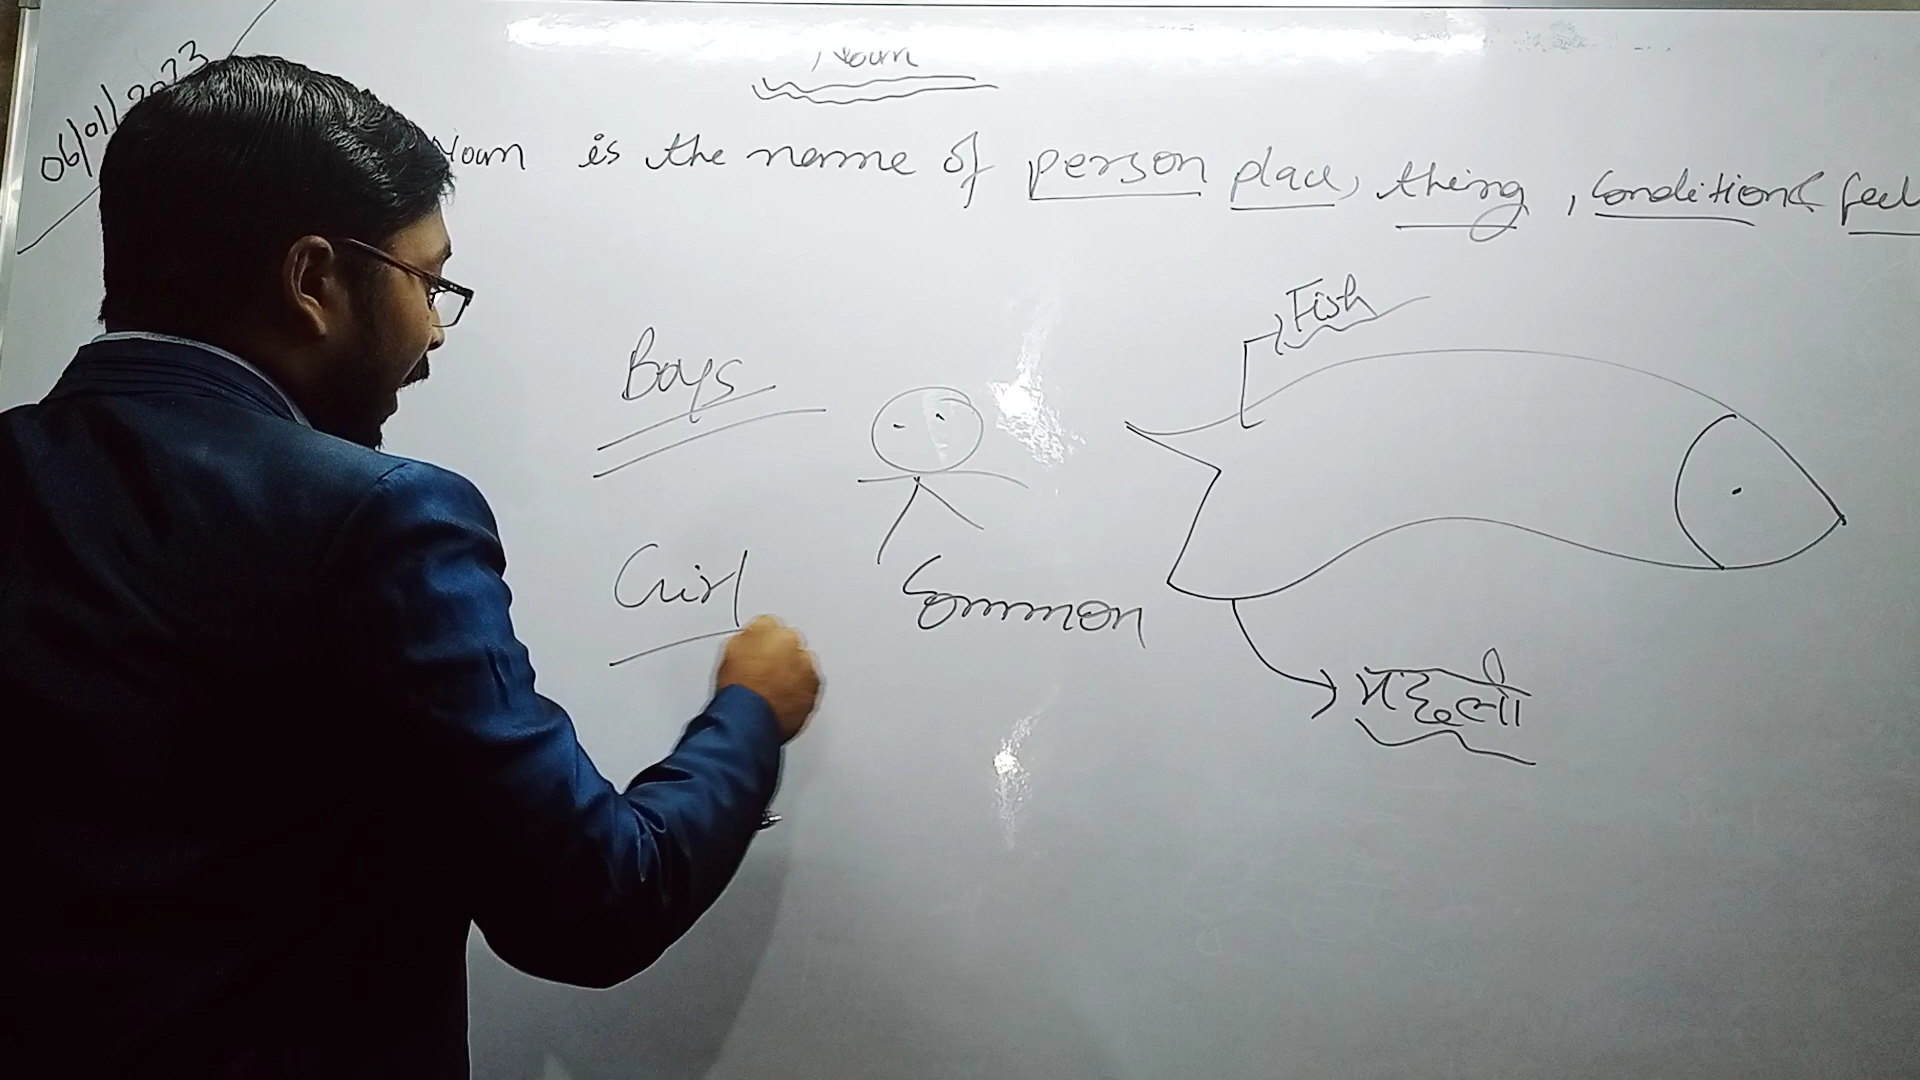 Noun
06/01/2023
Noun is the name of person place, thing, condition & feel
Fish
Boys
Girl
Common
मछली